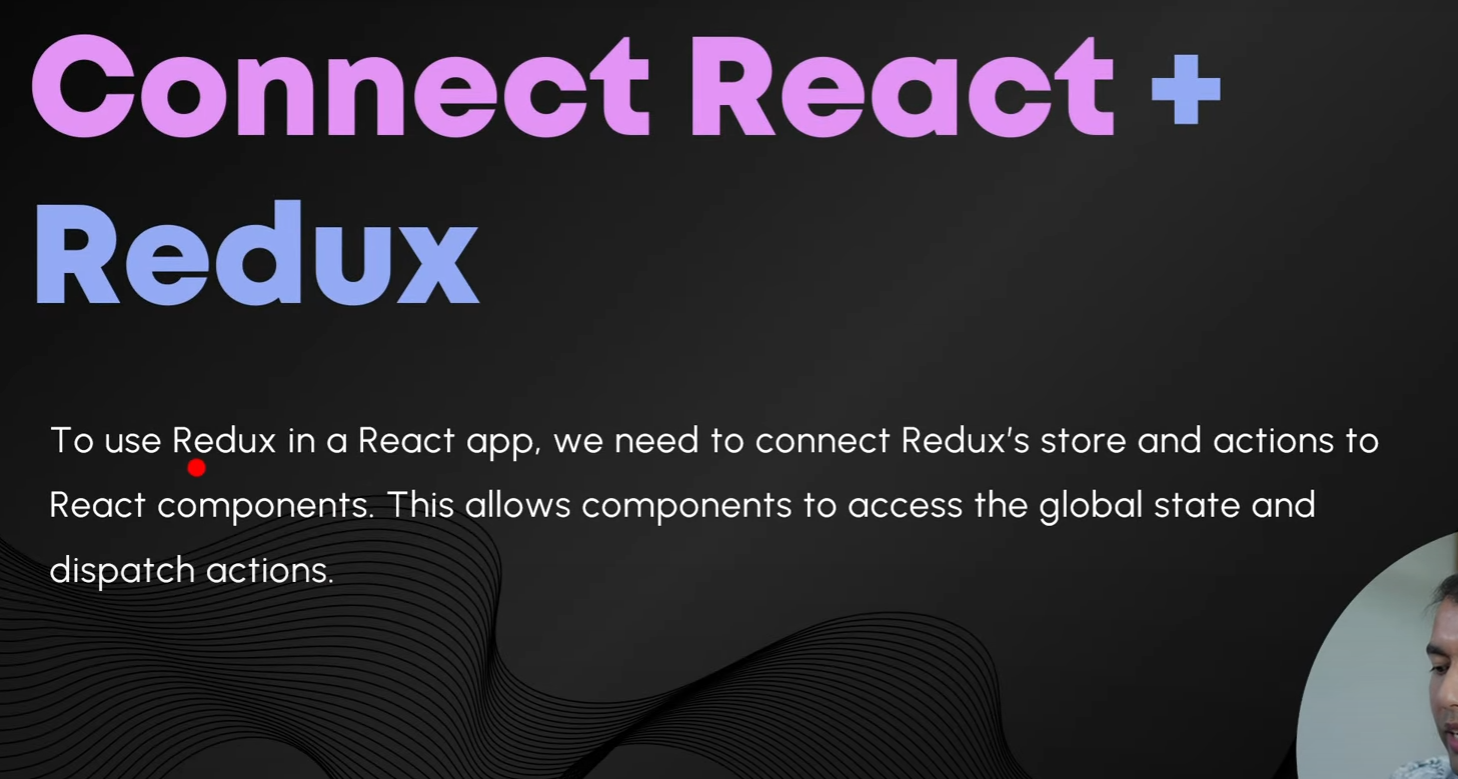 Connect React +
Redux
To use Redux in a React app, we need to connect Redux's store and actions to
React components. This allows components to access the global state and
dispatch actions.